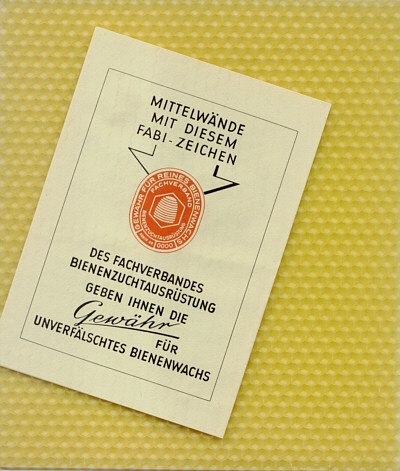 MITTELWÄNDE
MIT DIESEM
FABI-ZEICHEN
GEWÄHR FÜR REINES BIENENWACHS
FACHVERBAND
BIENENZUCHTAUSRÜSTUNG
0000
DES FACHVERBANDES
BIENENZUCHTAUSRÜSTUNG
GEBEN IHNEN DIE
Gewähr
FÜR
UNVERFÄLSCHTES BIENENWACHS